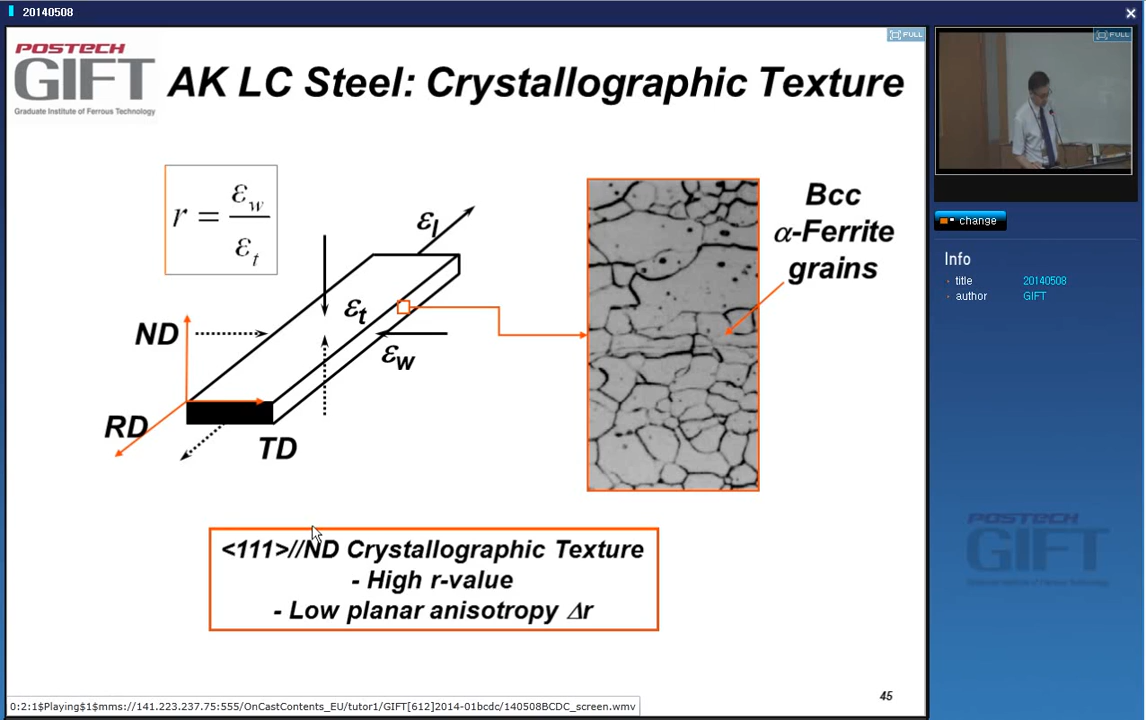 20140508
FULL
FULL
POSTECH
GIFT
Graduate Institute of Ferrous Technology
AK LC Steel: Crystallographic Texture
r = εw / εt
εl
εt
εw
ND
RD
TD
Bcc
α-Ferrite
grains
<111>//ND Crystallographic Texture
- High r-value
- Low planar anisotropy Δr
45
change
Info
title 20140508
author GIFT
POSTECH
GIFT
0:2:1$Playing$1$mms://141.223.237.75:555/OnCastContents_EU/tutor1/GIFT[612]2014-01bcdc/140508BCDC_screen.wmv